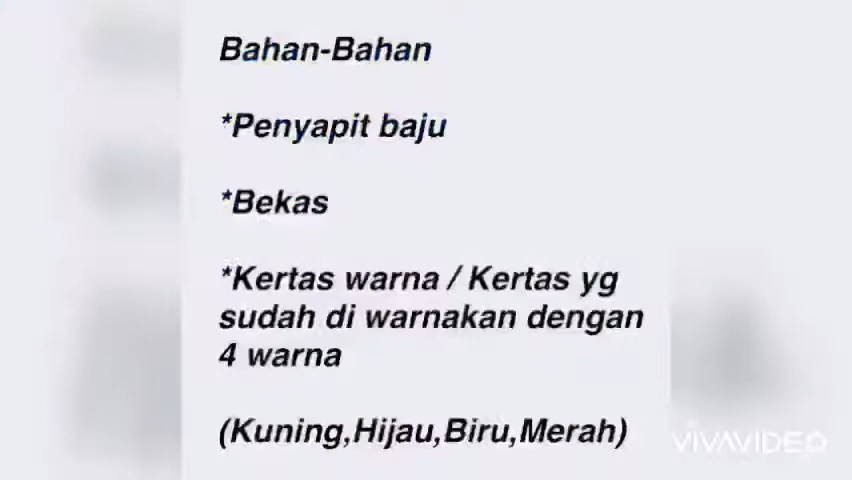 Bahan-Bahan
*Penyapit baju
*Bekas
*Kertas warna / Kertas yg
sudah di warnakan dengan
4 warna
(Kuning,Hijau,Biru,Merah)
VIVAVIDEO